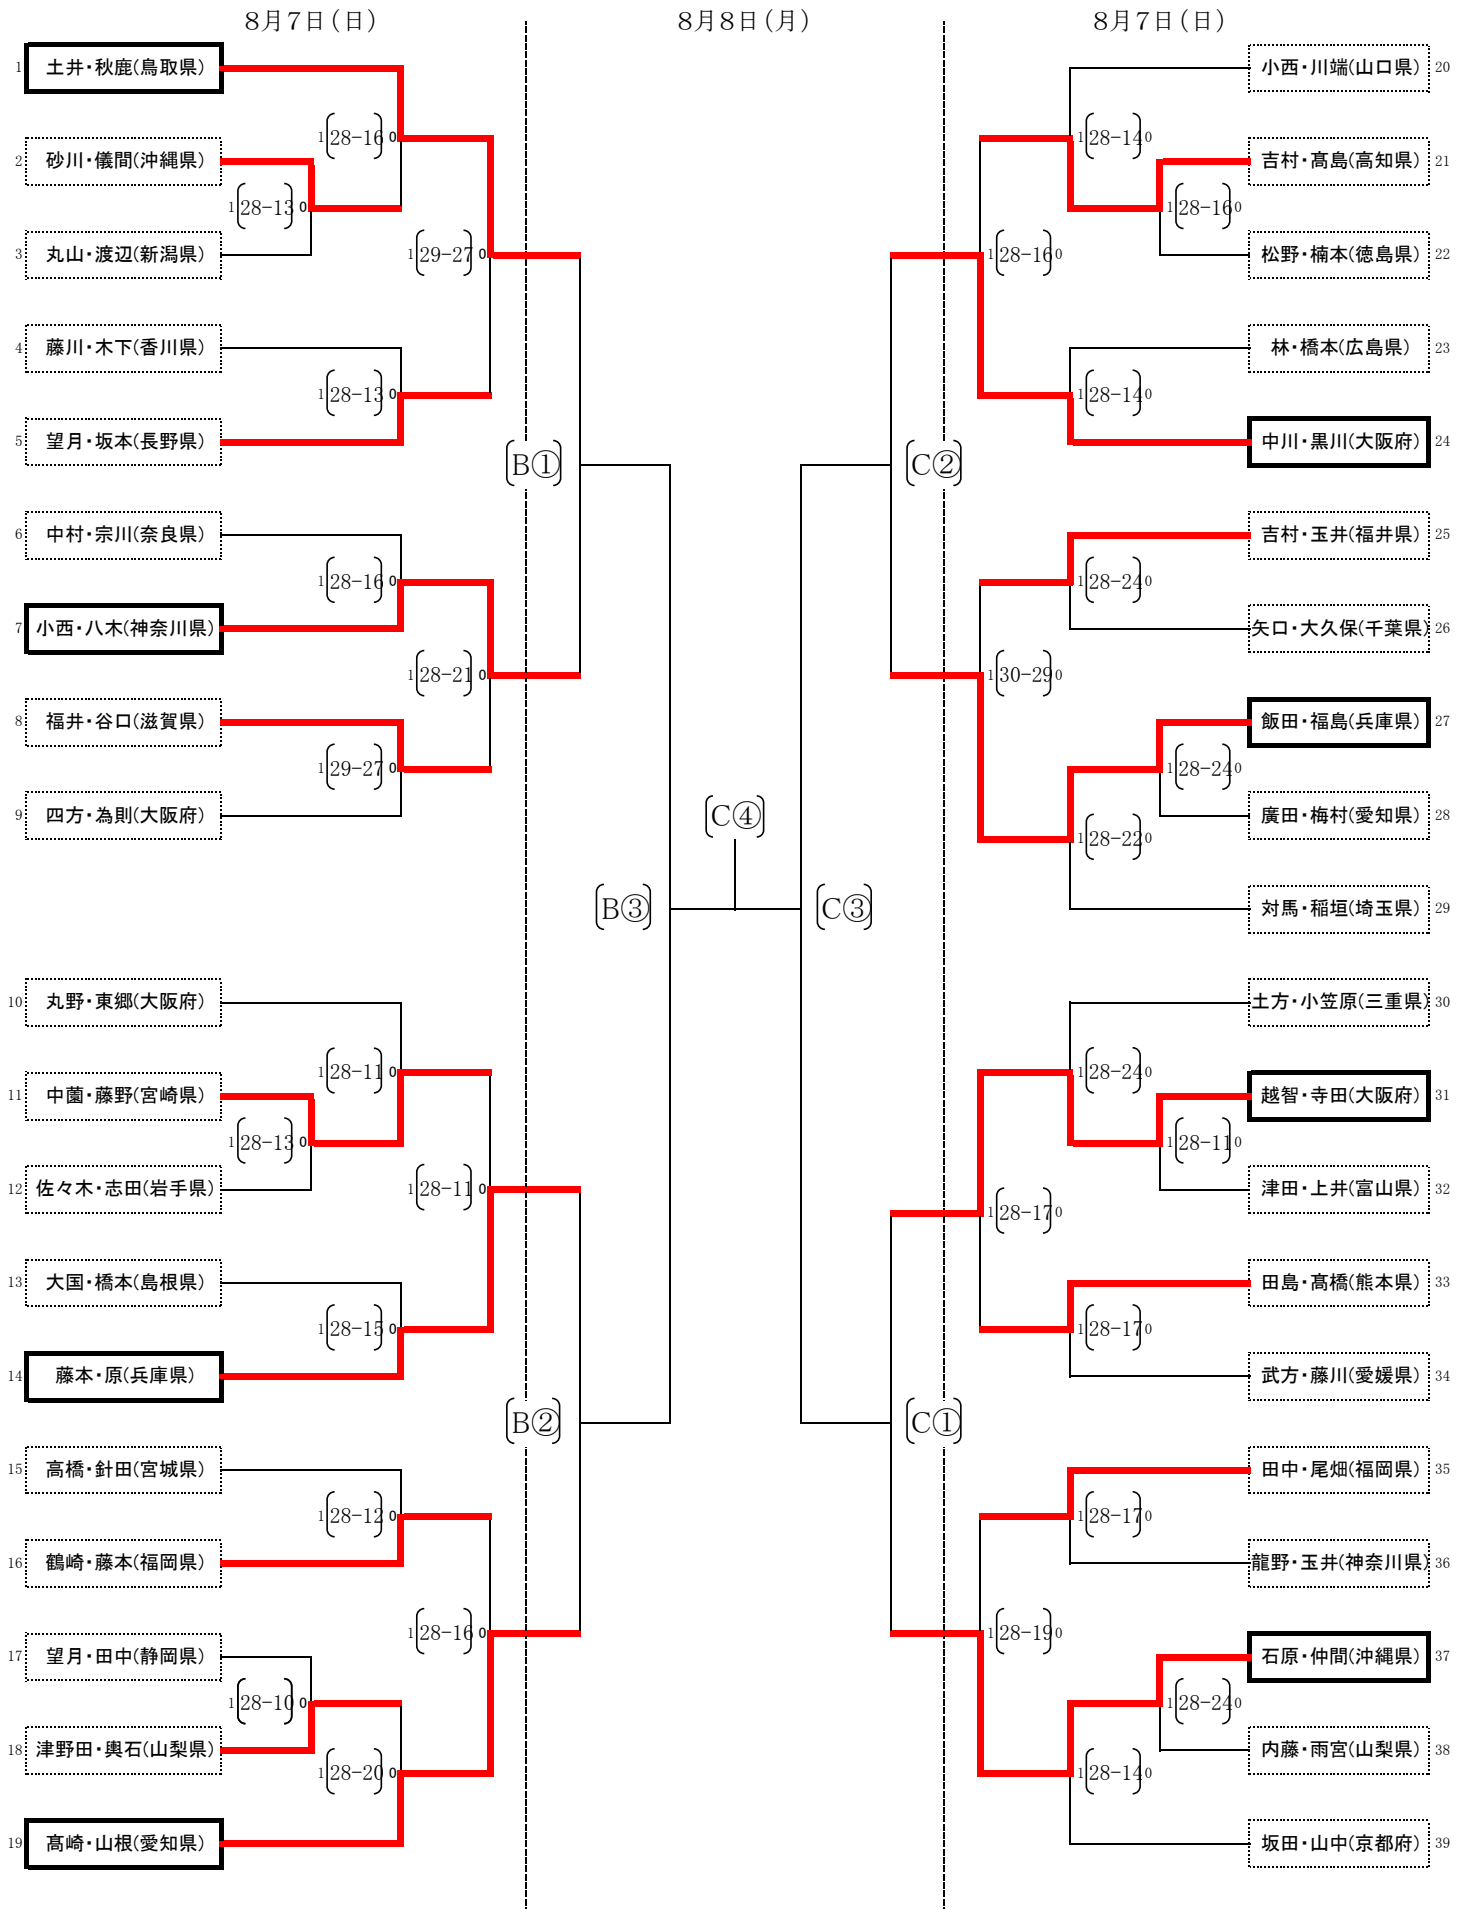 ８月７日（日）
８月８日（月）
８月７日（日）
1 土井・秋鹿(鳥取県)
1 28-16 0
2 砂川・儀間(沖縄県)
1 28-13 0
3 丸山・渡辺(新潟県)
1 29-27 0
4 藤川・木下(香川県)
1 28-13 0
5 望月・坂本(長野県)
B①
6 中村・宗川(奈良県)
1 28-16 0
7 小西・八木(神奈川県)
1 28-21 0
8 福井・谷口(滋賀県)
1 29-27 0
9 四方・為則(大阪府)
B③
10 丸野・東郷(大阪府)
1 28-11 0
11 中薗・藤野(宮崎県)
1 28-13 0
12 佐々木・志田(岩手県)
1 28-11 0
13 大国・橋本(島根県)
1 28-15 0
14 藤本・原(兵庫県)
B②
15 高橋・針田(宮城県)
1 28-12 0
16 鶴崎・藤本(福岡県)
1 28-16 0
17 望月・田中(静岡県)
1 28-10 0
18 津野田・輿石(山梨県)
1 28-20 0
19 髙崎・山根(愛知県)
C④
小西・川端(山口県) 20
1 28-14 0
吉村・髙島(高知県) 21
1 28-16 0
松野・楠本(徳島県) 22
1 28-16 0
林・橋本(広島県) 23
1 28-14 0
中川・黒川(大阪府) 24
C②
吉村・玉井(福井県) 25
1 28-24 0
矢口・大久保(千葉県) 26
1 30-29 0
飯田・福島(兵庫県) 27
1 28-24 0
廣田・梅村(愛知県) 28
1 28-22 0
対馬・稲垣(埼玉県) 29
C③
土方・小笠原(三重県) 30
1 28-24 0
越智・寺田(大阪府) 31
1 28-11 0
津田・上井(富山県) 32
1 28-17 0
田島・髙橋(熊本県) 33
1 28-17 0
武方・藤川(愛媛県) 34
C①
田中・尾畑(福岡県) 35
1 28-17 0
龍野・玉井(神奈川県) 36
1 28-19 0
石原・仲間(沖縄県) 37
1 28-24 0
内藤・雨宮(山梨県) 38
1 28-14 0
坂田・山中(京都府) 39